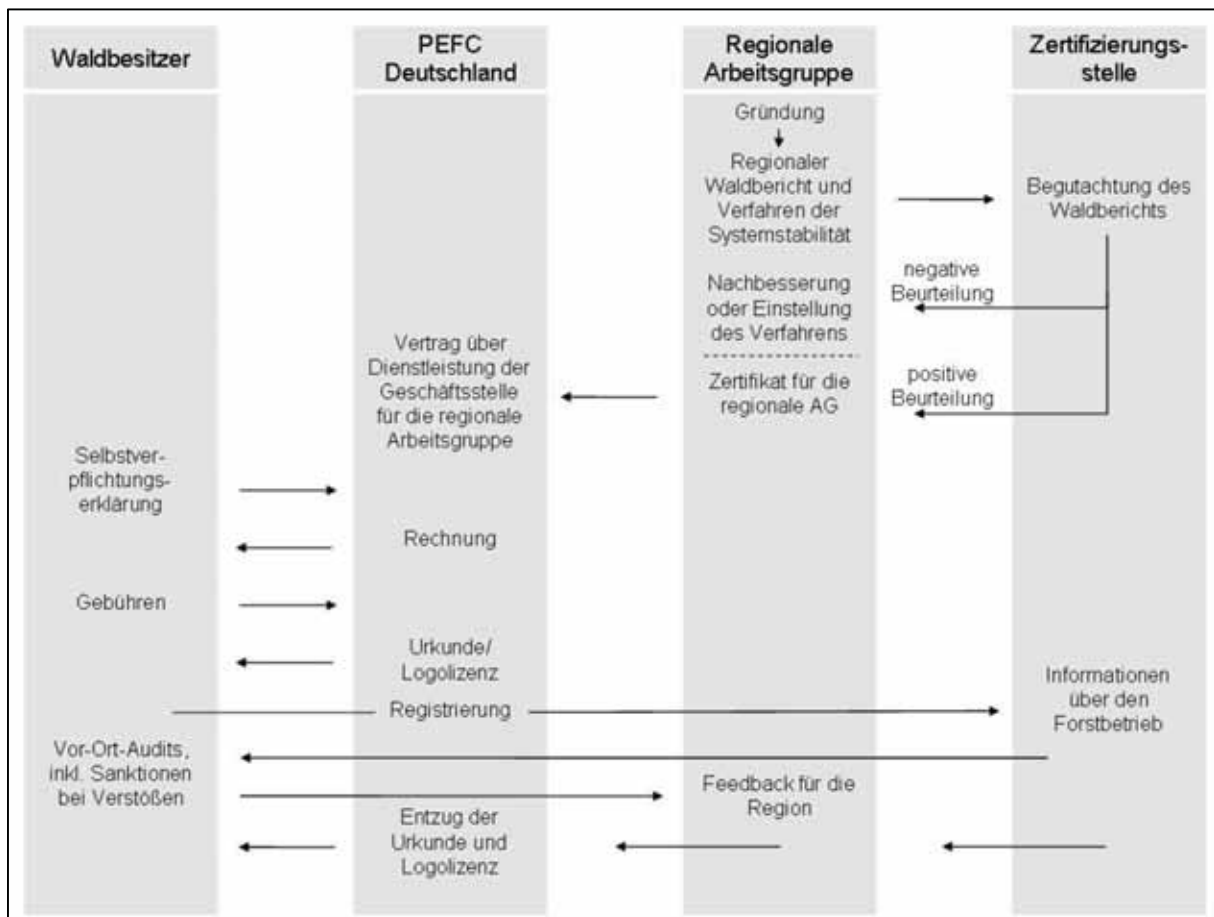 Waldbesitzer
PEFC
Deutschland
Regionale
Arbeitsgruppe
Zertifizierungs-
stelle
Gründung
Regionaler
Waldbericht und
Verfahren der
Systemstabilität
Begutachtung des
Waldberichts
negative
Beurteilung
Nachbesserung
oder Einstellung
des Verfahrens
positive
Beurteilung
Zertifikat für die
regionale AG
Vertrag über
Dienstleistung der
Geschäftsstelle
für die regionale
Arbeitsgruppe
Selbstver-
pflichtungs-
erklärung
Rechnung
Gebühren
Urkunde/
Logolizenz
Registrierung
Informationen
über den
Forstbetrieb
Vor-Ort-Audits,
inkl. Sanktionen
bei Verstößen
Feedback für die
Region
Entzug der
Urkunde und
Logolizenz